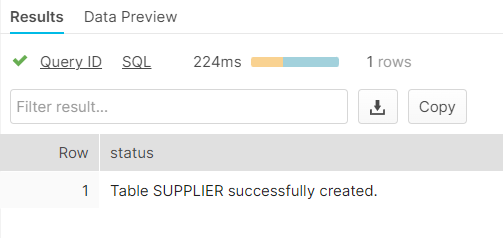 Results Data Preview
Query ID SQL 224ms 1 rows
Filter result... Copy
Row status
1 Table SUPPLIER successfully created.